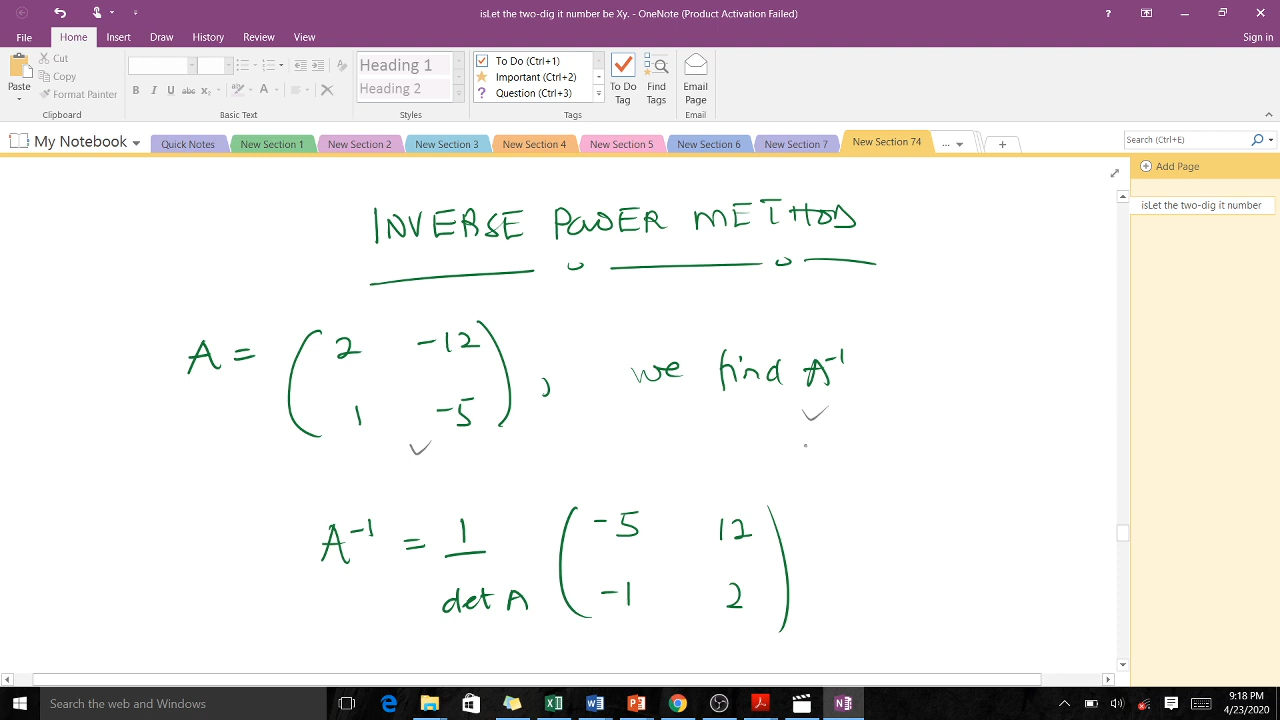 isLet the two-dig it number be Xy. - OneNote (Product Activation Failed)
File Home Insert Draw History Review View Sign in
Paste
Cut
Copy
Format Painter
Clipboard
B I U abc x₂ A
Basic Text
Heading 1
Heading 2
Styles
To Do (Ctrl+1)
Important (Ctrl+2)
Question (Ctrl+3)
To Do Tag
Find Tags
Tags
Email Page
Email
My Notebook Quick Notes New Section 1 New Section 2 New Section 3 New Section 4 New Section 5 New Section 6 New Section 7 New Section 74 ... + Search (Ctrl+E)
Add Page
isLet the two-dig it number
INVERSE POWER METHOD
A = ( 2 -12
1 -5 ) , we find A⁻¹
A⁻¹ = 1
det A ( -5 12
-1 2 )
Search the web and Windows
9:18 PM
4/23/2020